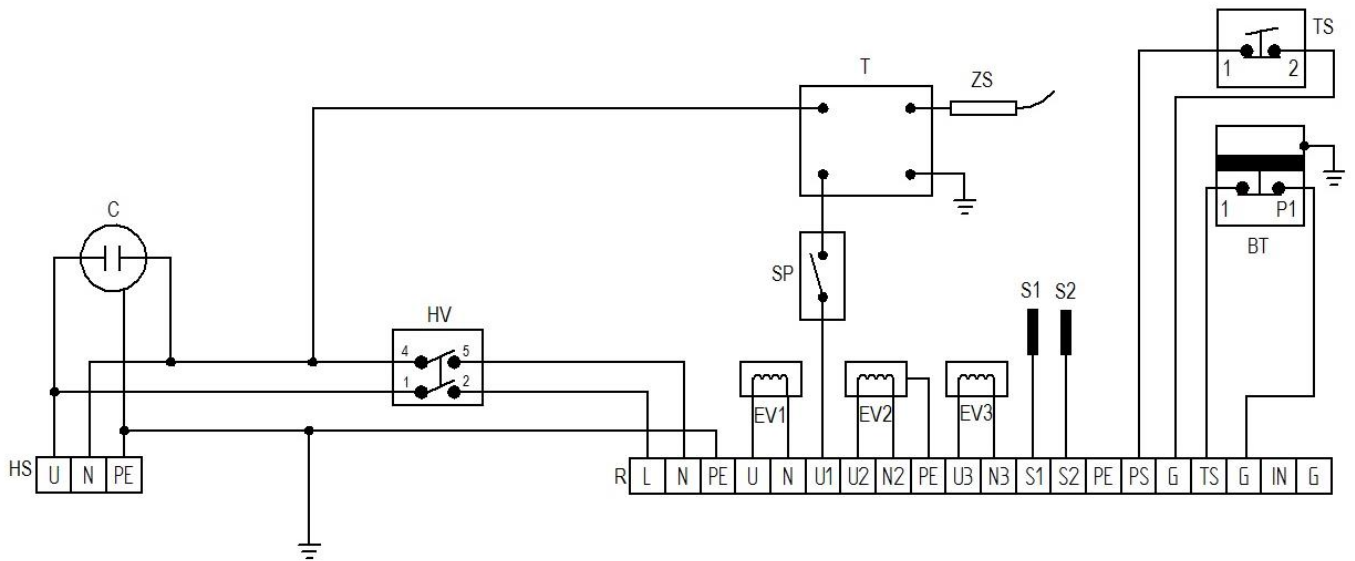 TS
1 2
T
ZS
1 P1
BT
C
SP
S1 S2
HV
4 5
1 2
EV1 EV2 EV3
HS U N PE
R L N PE U N U1 U2 N2 PE U3 N3 S1 S2 PE PS G TS G IN G